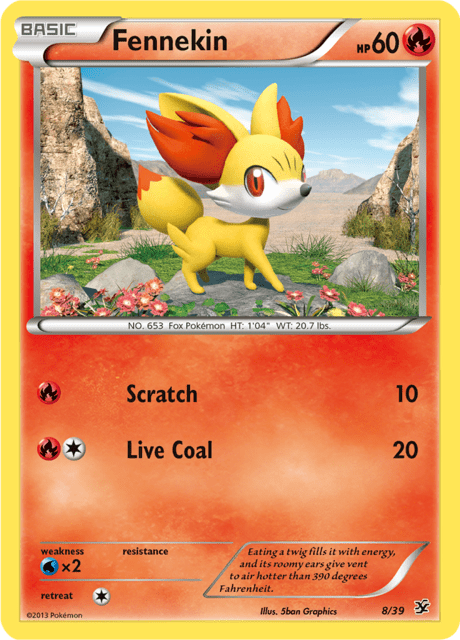 BASIC
Fennekin
HP60
NO. 653 Fox Pokémon HT: 1'04" WT: 20.7 lbs.
Scratch 10
Live Coal 20
weakness resistance
×2
retreat
Eating a twig fills it with energy,
and its roomy ears give vent
to air hotter than 390 degrees
Fahrenheit.
©2013 Pokémon
Illus. 5ban Graphics
8/39